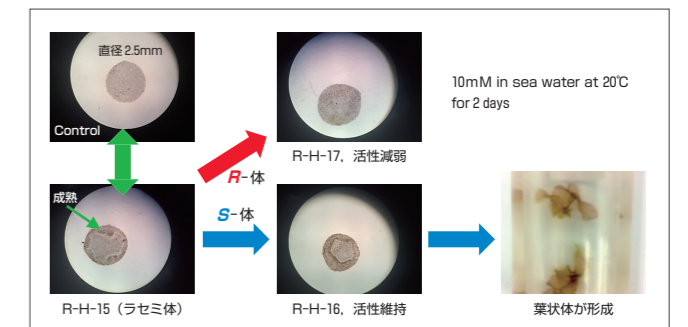 直径2.5mm
Control
10mM in sea water at 20℃
for 2 days
R-H-17，活性減弱
R-体
成熟
S-体
R-H-15（ラセミ体）
R-H-16，活性維持
葉状体が形成